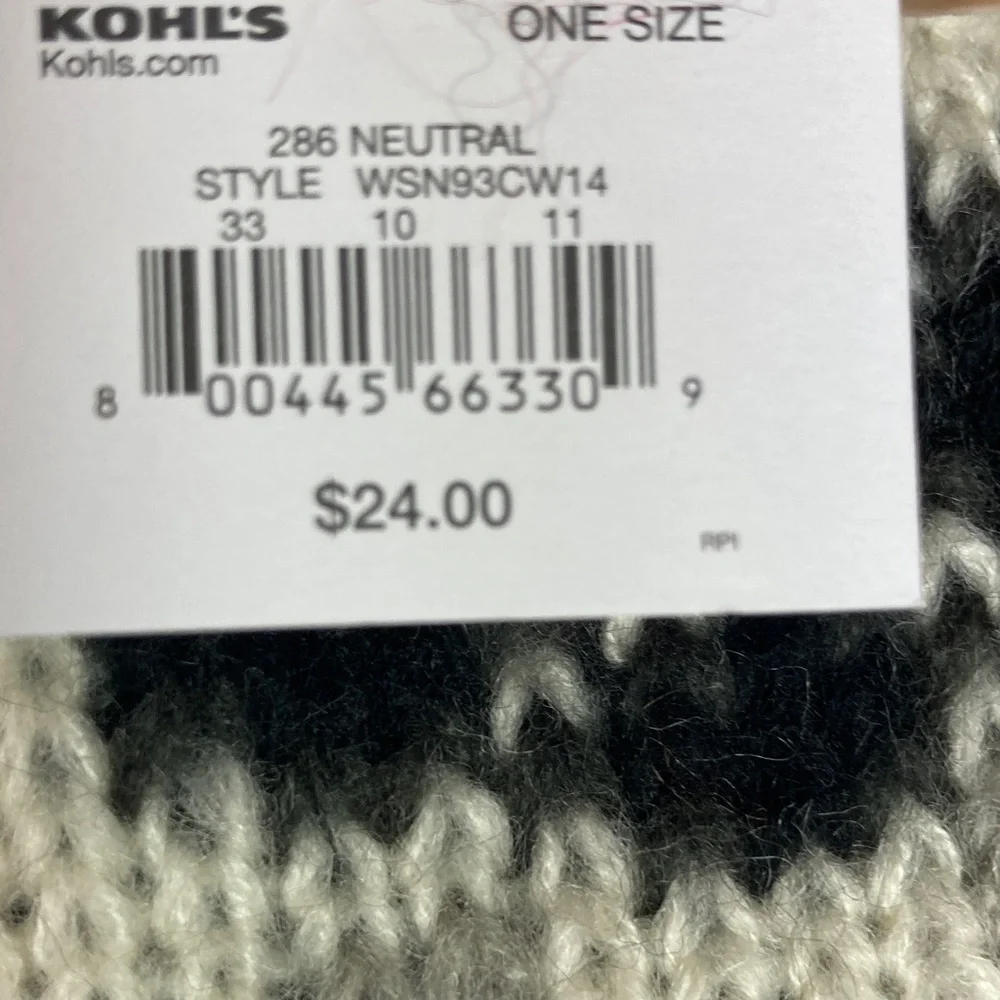 KOHL'S ONE SIZE
Kohls.com
286 NEUTRAL
STYLE WSN93CW14
33 10 11
8 00445 66330 9
$24.00
RPI